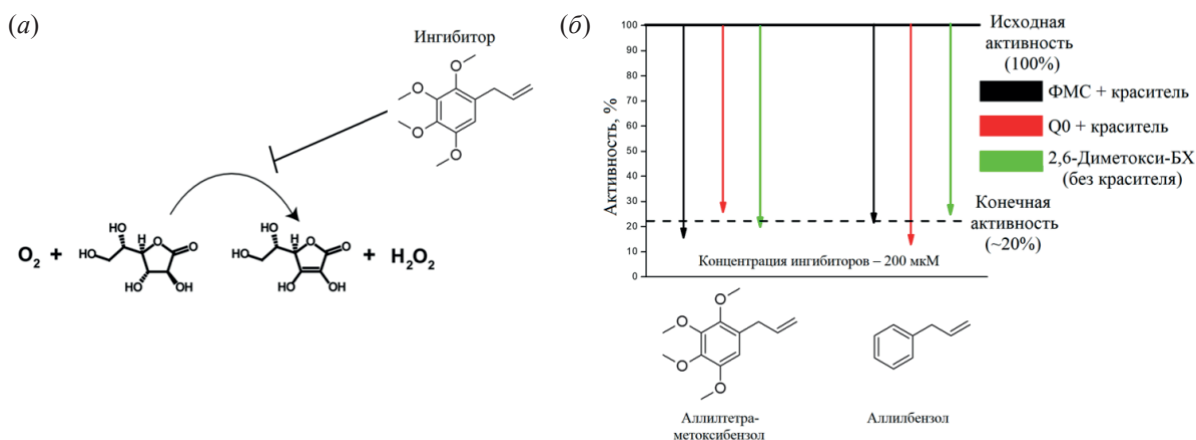 (а)
Ингибитор
O
O
O
O
O₂ + HO
HO
O
O
HO
OH
HO
HO
O
O
HO
OH
+ H₂O₂
H
H
(б)
100
90
80
70
60
50
40
30
20
10
0
Активность, %
Исходная
активность
(100%)
ФМС + краситель
Q0 + краситель
2,6-Диметокси-БХ
(без красителя)
Конечная
активность
(~20%)
Концентрация ингибиторов – 200 мкМ
O
O
O
O
Аллилтетра-
метоксибензол
Аллилбензол